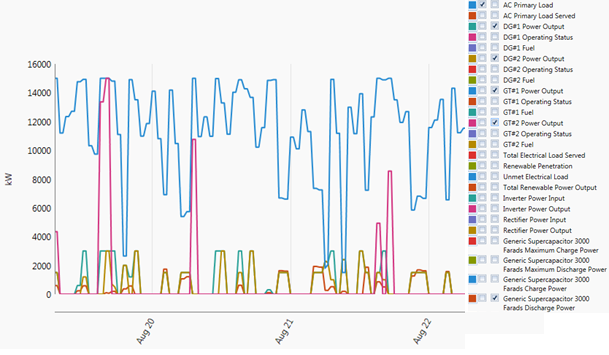 AC Primary Load
AC Primary Load Served
DG#1 Power Output
DG#1 Operating Status
DG#1 Fuel
DG#2 Power Output
DG#2 Operating Status
DG#2 Fuel
GT#1 Power Output
GT#1 Operating Status
GT#1 Fuel
GT#2 Power Output
GT#2 Operating Status
GT#2 Fuel
Total Electrical Load Served
Renewable Penetration
Unmet Electrical Load
Total Renewable Power Output
Inverter Power Input
Inverter Power Output
Rectifier Power Input
Rectifier Power Output
Generic Supercapacitor 3000
Farads Maximum Charge Power
Generic Supercapacitor 3000
Farads Maximum Discharge Power
Generic Supercapacitor 3000
Farads Charge Power
Generic Supercapacitor 3000
Farads Discharge Power
16000
14000
12000
10000
8000
6000
4000
2000
0
kW
Aug 20
Aug 21
Aug 22